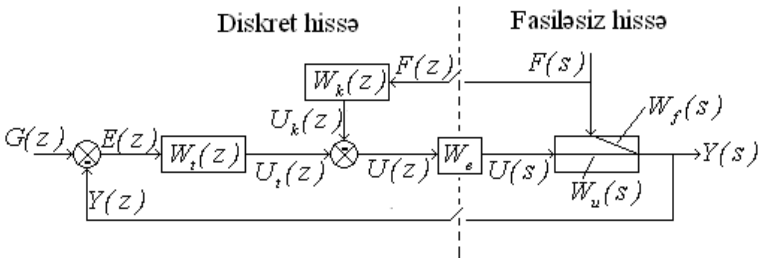 Diskret hissə
Fasiləsiz hissə
W_k(z)
F(z)
F(s)
U_k(z)
W_f(s)
G(z)
E(z)
W_t(z)
U_t(z)
U(z)
W_e
U(s)
W_u(s)
Y(s)
Y(z)